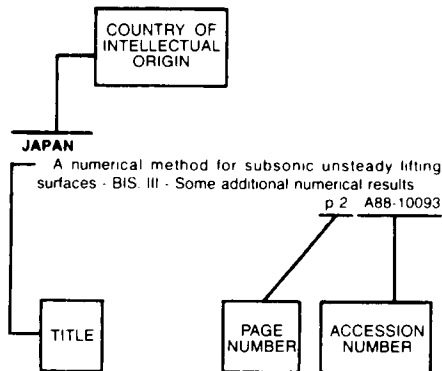 COUNTRY OF
INTELLECTUAL
ORIGIN
JAPAN
A numerical method for subsonic unsteady lifting
surfaces - BIS. III - Some additional numerical results
p 2 A88-10093
TITLE
PAGE
NUMBER
ACCESSION
NUMBER